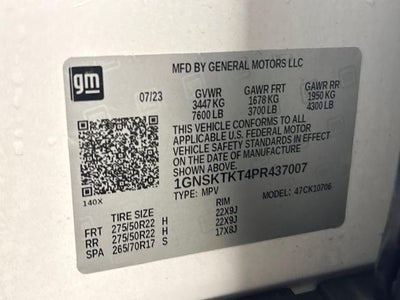 gm
MFD BY GENERAL MOTORS LLC
07/23 GVWR GAWR FRT GAWR RR
3447 KG 1678 KG 1950 KG
7600 LB 3700 LB 4300 LB
THIS VEHICLE CONFORMS TO ALL
APPLICABLE U.S. FEDERAL MOTOR
VEHICLE SAFETY STANDARDS IN
EFFECT ON THE DATE OF
MANUFACTURE SHOWN ABOVE.
1GNSKTKT4PR437007
140X TYPE: MPV MODEL: 47CK10706
TIRE SIZE RIM
FRT 275/50R22 H 22X9J
RR 275/50R22 H 22X9J
SPA 265/70R17 S 17X8J